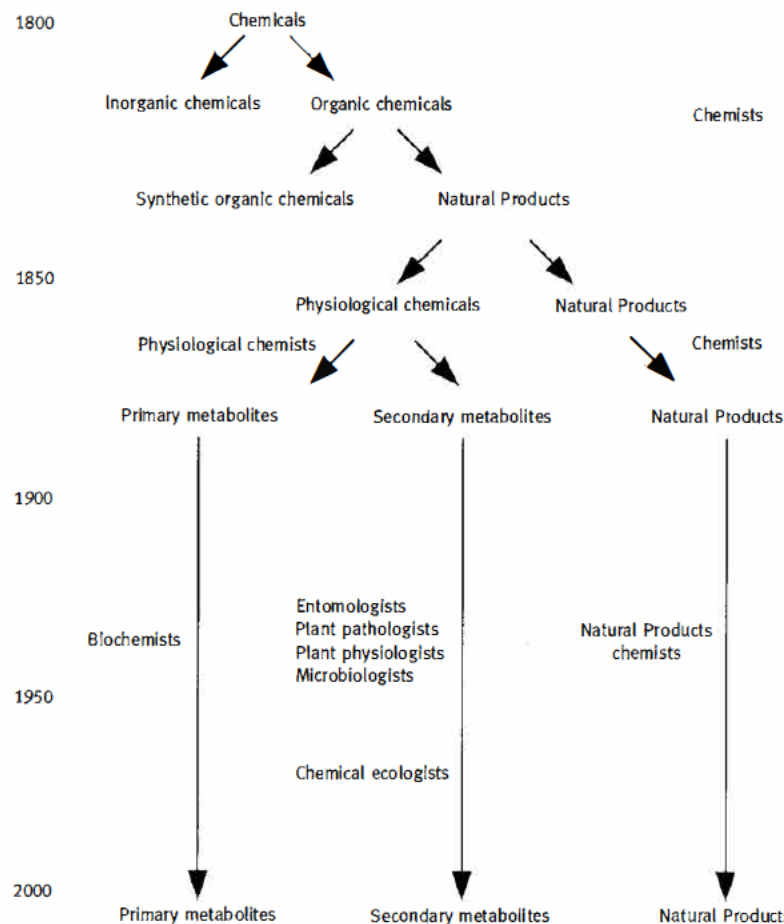 1800
Chemicals
Inorganic chemicals
Organic chemicals
Chemists
Synthetic organic chemicals
Natural Products
1850
Physiological chemicals
Natural Products
Physiological chemists
Chemists
Primary metabolites
Secondary metabolites
Natural Products
1900
Entomologists
Plant pathologists
Plant physiologists
Microbiologists
Biochemists
Natural Products
chemists
1950
Chemical ecologists
2000
Primary metabolites
Secondary metabolites
Natural Product